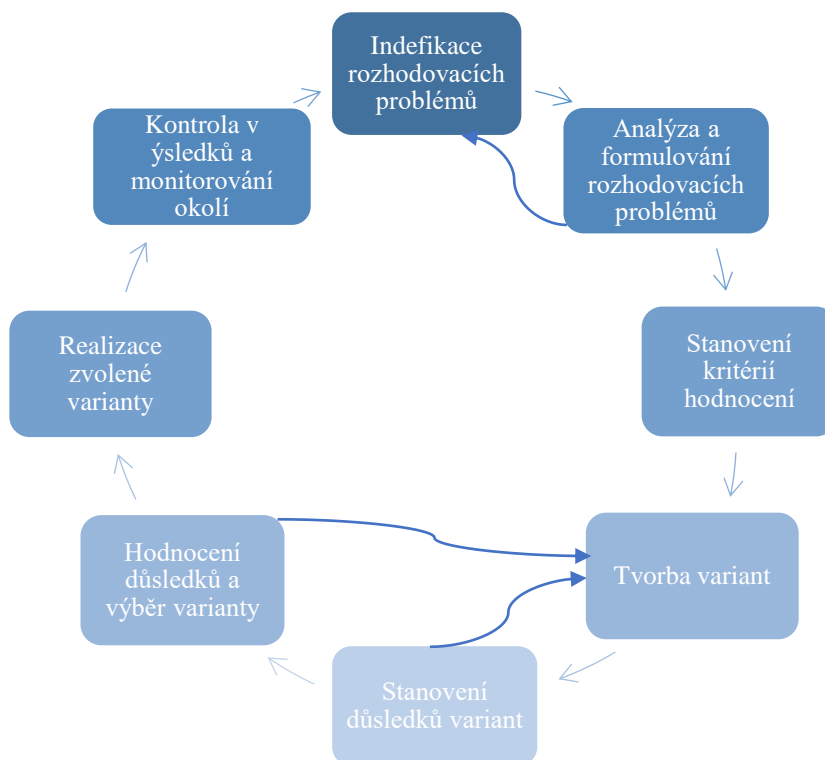 Indefikace
rozhodovacích
problémů
Analýza a
formulování
rozhodovacích
problémů
Stanovení
kritérií
hodnocení
Tvorba variant
Stanovení
důsledků variant
Hodnocení
důsledků a
výběr varianty
Realizace
zvolené
varianty
Kontrola v
ýsledků a
monitorování
okolí